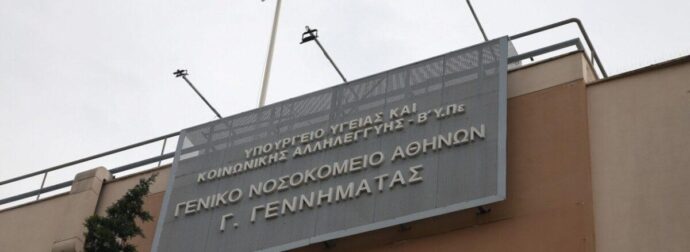 ΥΠΟΥΡΓΕΙΟ ΥΓΕΙΑΣ ΚΑΙ
ΚΟΙΝΩΝΙΚΗΣ ΑΛΛΗΛΕΓΓΥΗΣ - Β΄Υ.Πε
ΓΕΝΙΚΟ ΝΟΣΟΚΟΜΕΙΟ ΑΘΗΝΩΝ
Γ. ΓΕΝΝΗΜΑΤΑΣ